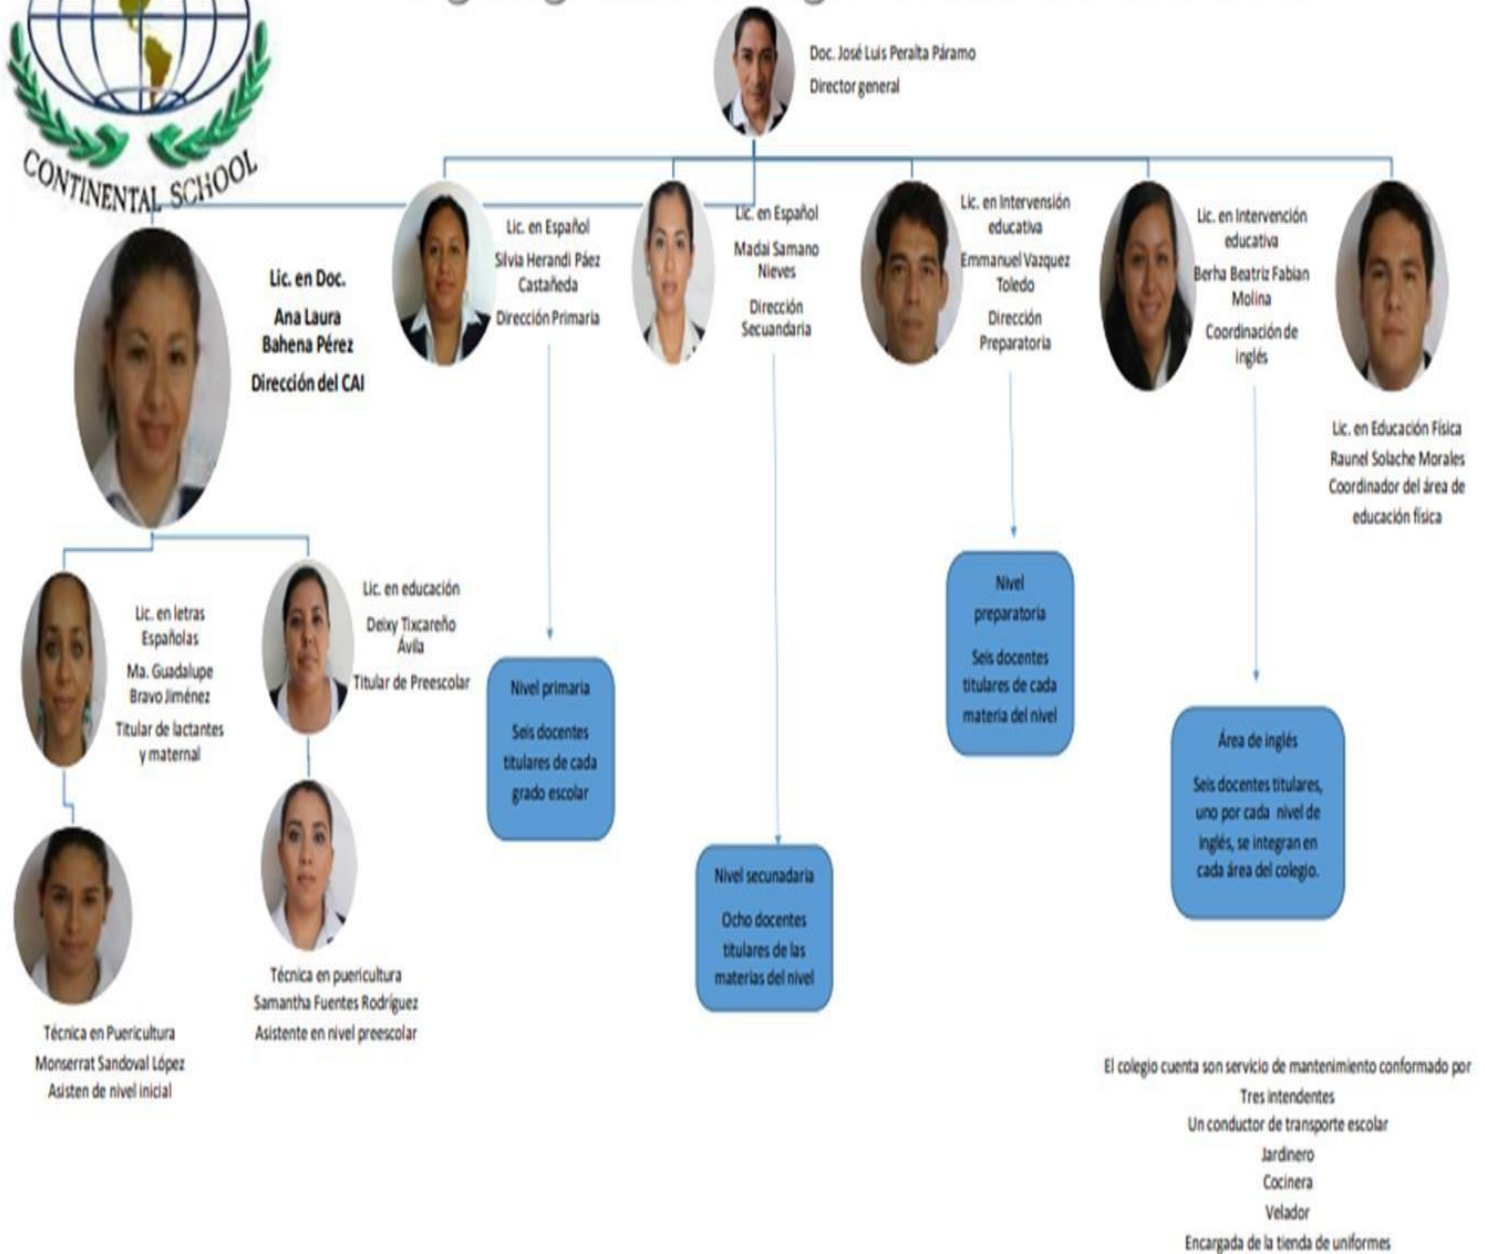 CONTINENTAL SCHOOL
Doc. José Luis Peralta Páramo
Director general
Lic. en Doc.
Ana Laura
Bahena Pérez
Dirección del CAI
Lic. en Español
Silvia Herandi Páez
Castañeda
Dirección Primaria
Lic. en Español
Madai Samano
Nieves
Dirección
Secuandaria
Lic. en Intervensión
educativa
Emmanuel Vazquez
Toledo
Dirección
Preparatoria
Lic. en Intervención
educativa
Berha Beatriz Fabian
Molina
Coordinación de
inglés
Lic. en Educación Física
Raunel Solache Morales
Coordinador del área de
educación física
Lic. en letras
Españolas
Ma. Guadalupe
Bravo Jiménez
Titular de lactantes
y maternal
Lic. en educación
Deixy Tixcareño
Ávila
Titular de Preescolar
Nivel primaria
Seis docentes
titulares de cada
grado escolar
Nivel secunadaria
Ocho docentes
titulares de las
materias del nivel
Nivel
preparatoria
Seis docentes
titulares de cada
materia del nivel
Área de inglés
Seis docentes titulares,
uno por cada nivel de
inglés, se integran en
cada área del colegio.
Técnica en Puericultura
Monserrat Sandoval López
Asisten de nivel inicial
Técnica en puericultura
Samantha Fuentes Rodríguez
Asistente en nivel preescolar
El colegio cuenta son servicio de mantenimiento conformado por
Tres intendentes
Un conductor de transporte escolar
Jardinero
Cocinera
Velador
Encargada de la tienda de uniformes